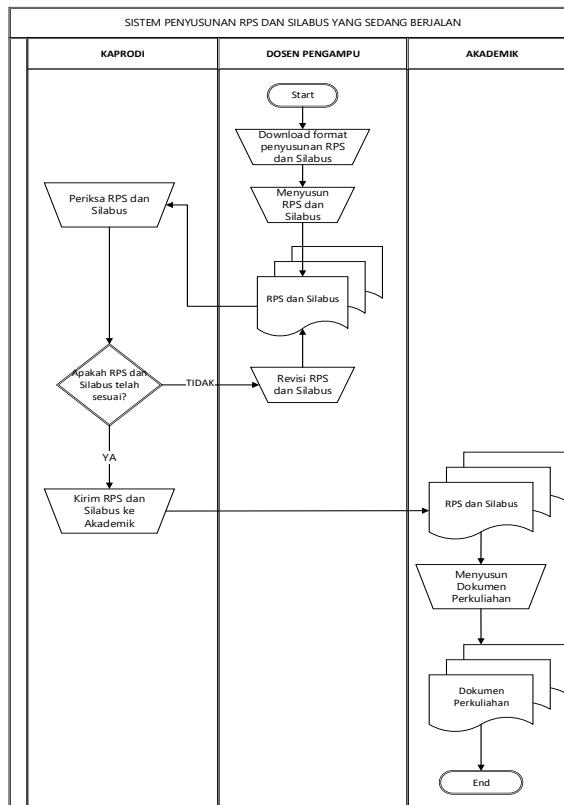 SISTEM PENYUSUNAN RPS DAN SILABUS YANG SEDANG BERJALAN
KAPRODI
DOSEN PENGAMPU
AKADEMIK
Start
Download format
penyusunan RPS
dan Silabus
Menyusun
RPS dan
Silabus
Periksa RPS dan
Silabus
RPS dan Silabus
Apakah RPS dan
Silabus telah
sesuai?
TIDAK
Revisi RPS
dan Silabus
YA
Kirim RPS dan
Silabus ke
Akademik
RPS dan Silabus
Menyusun
Dokumen
Perkuliahan
Dokumen
Perkuliahan
End